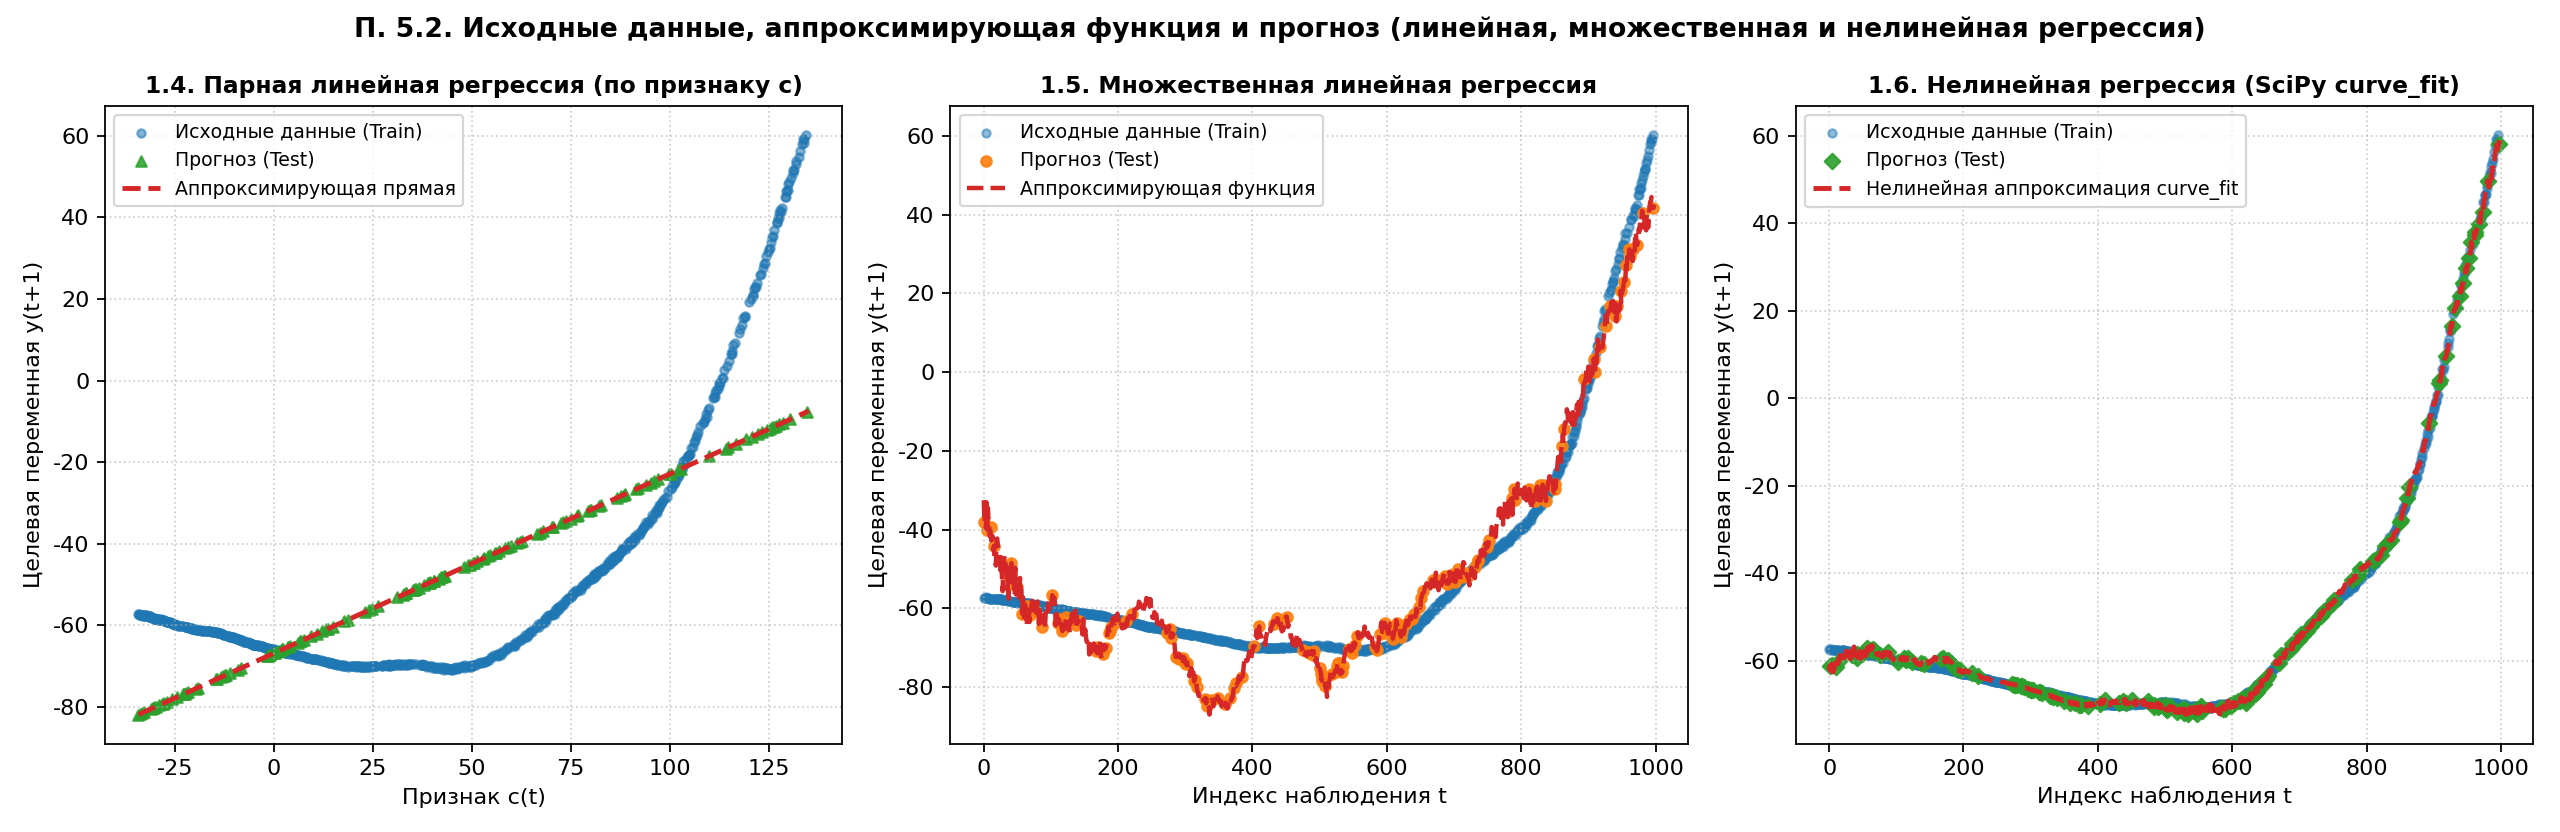 П. 5.2. Исходные данные, аппроксимирующая функция и прогноз (линейная, множественная и нелинейная регрессия)
1.4. Парная линейная регрессия (по признаку c)
Исходные данные (Train)
Прогноз (Test)
Аппроксимирующая прямая
60
40
20
0
-20
-40
-60
-80
Целевая переменная y(t+1)
-25
0
25
50
75
100
125
Признак c(t)
1.5. Множественная линейная регрессия
Исходные данные (Train)
Прогноз (Test)
Аппроксимирующая функция
60
40
20
0
-20
-40
-60
-80
Целевая переменная y(t+1)
0
200
400
600
800
1000
Индекс наблюдения t
1.6. Нелинейная регрессия (SciPy curve_fit)
Исходные данные (Train)
Прогноз (Test)
Нелинейная аппроксимация curve_fit
60
40
20
0
-20
-40
-60
Целевая переменная y(t+1)
0
200
400
600
800
1000
Индекс наблюдения t